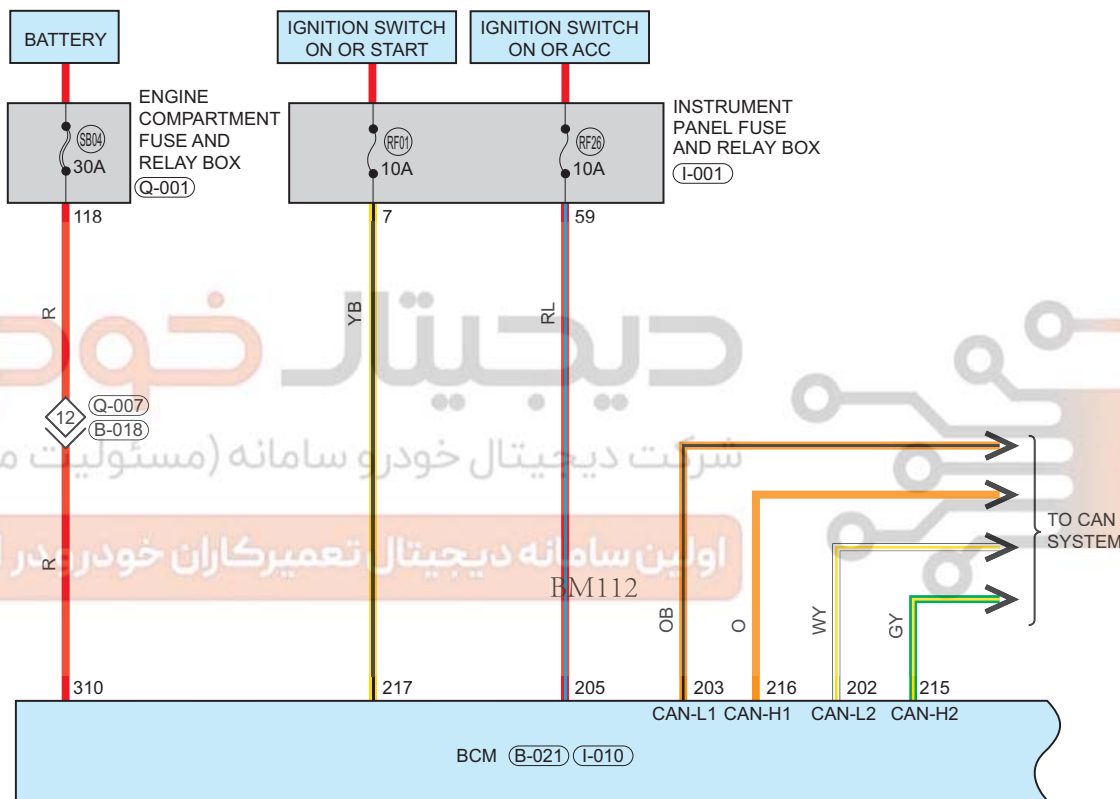 BATTERY
IGNITION SWITCH
ON OR START
IGNITION SWITCH
ON OR ACC
ENGINE
COMPARTMENT
FUSE AND
RELAY BOX
Q-001
SB04
30A
RF01
10A
RF26
10A
INSTRUMENT
PANEL FUSE
AND RELAY BOX
I-001
118
7
59
R
YB
RL
دیجیتال خود
12
Q-007
B-018
شرکت دیجیتال خودرو سامانه (مسئولیت م
TO CAN
SYSTEM
اولین سامانه دیجیتال تعمیرکاران خودرو در ا
R
BM112
OB
O
WY
GY
310
217
205
203
216
202
215
CAN-L1
CAN-H1
CAN-L2
CAN-H2
BCM
B-021
I-010